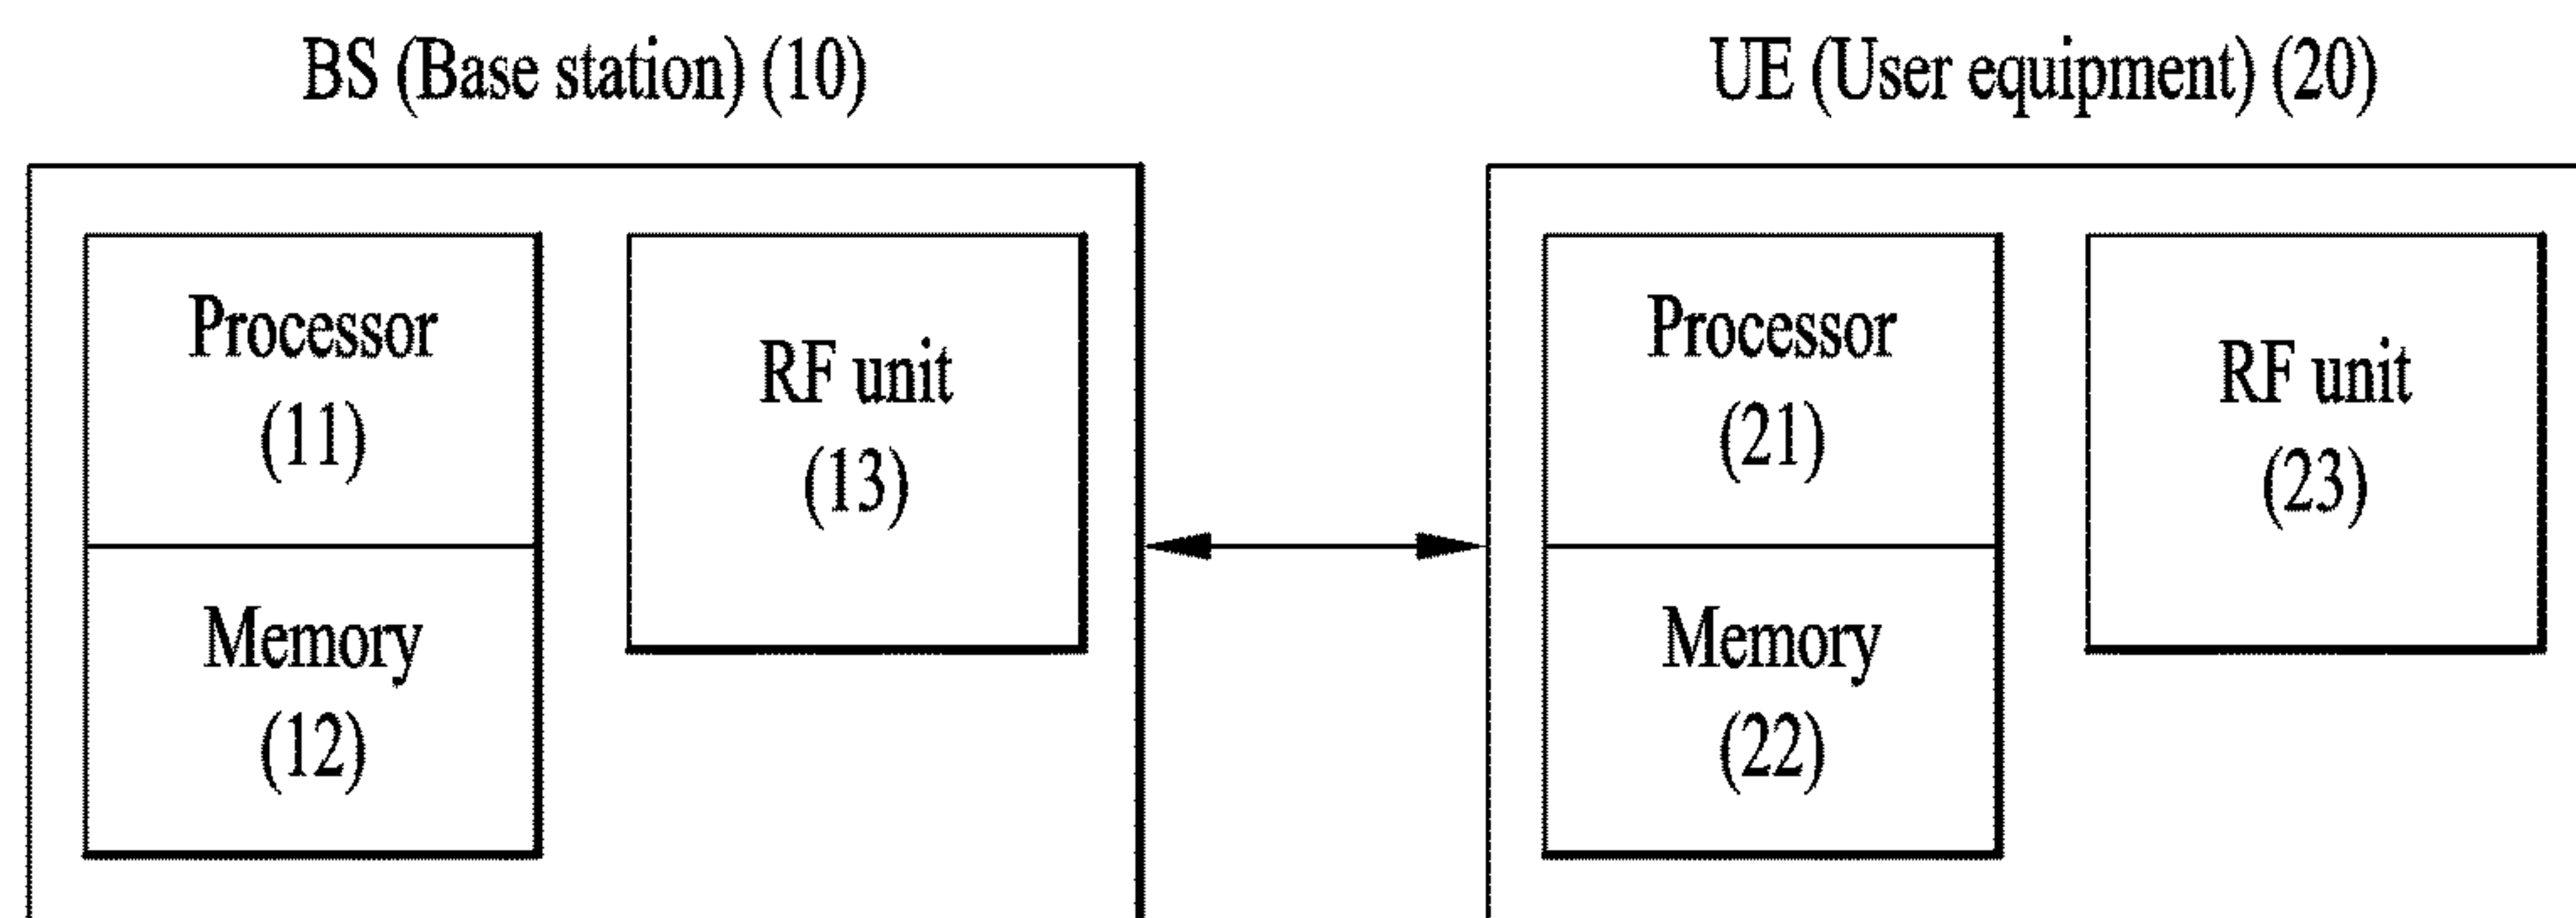 BS (Base station) (10)
Processor
(11)
Memory
(12)
RF unit
(13)
UE (User equipment) (20)
Processor
(21)
Memory
(22)
RF unit
(23)